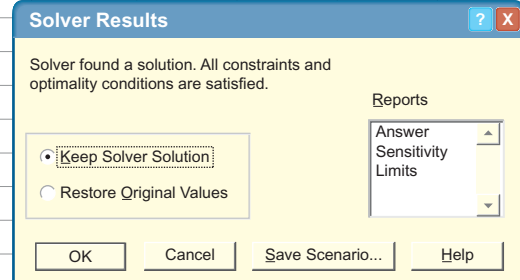 Solver Results ? X
Solver found a solution. All constraints and
optimality conditions are satisfied.
Reports
Answer
Sensitivity
Limits
Keep Solver Solution
Restore Original Values
OK Cancel Save Scenario... Help